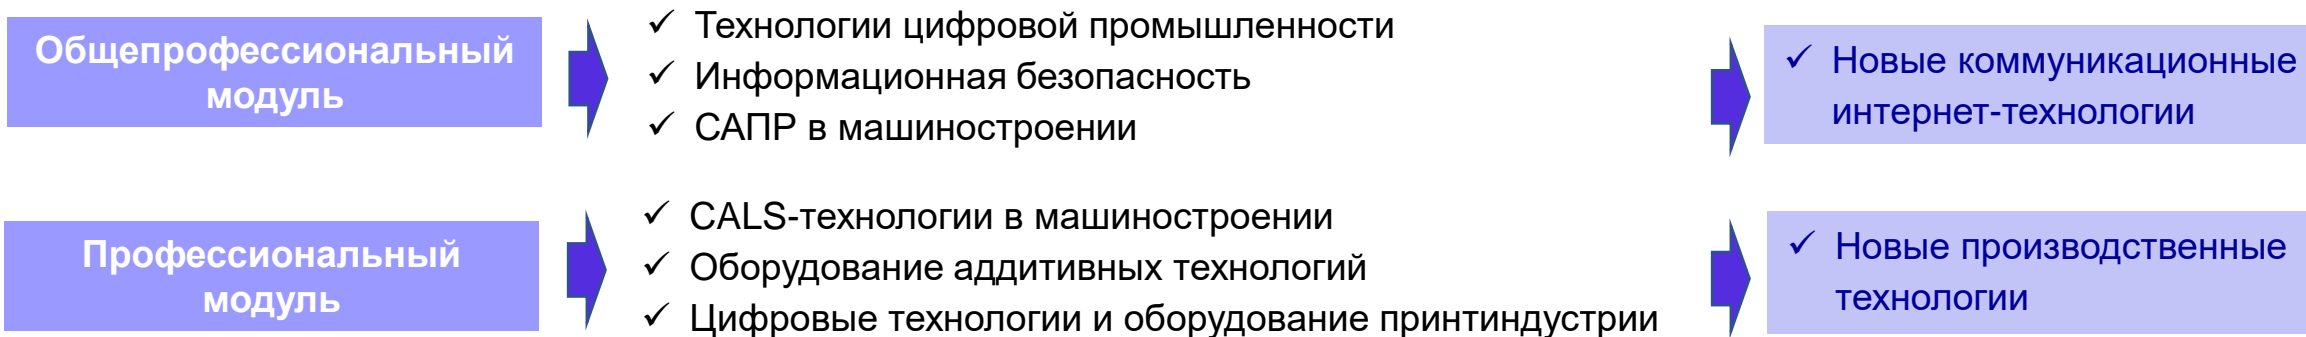 Общепрофессиональный
модуль
✓ Технологии цифровой промышленности
✓ Информационная безопасность
✓ САПР в машиностроении
✓ Новые коммуникационные
интернет-технологии
Профессиональный
модуль
✓ CALS-технологии в машиностроении
✓ Оборудование аддитивных технологий
✓ Цифровые технологии и оборудование принтиндустрии
✓ Новые производственные
технологии